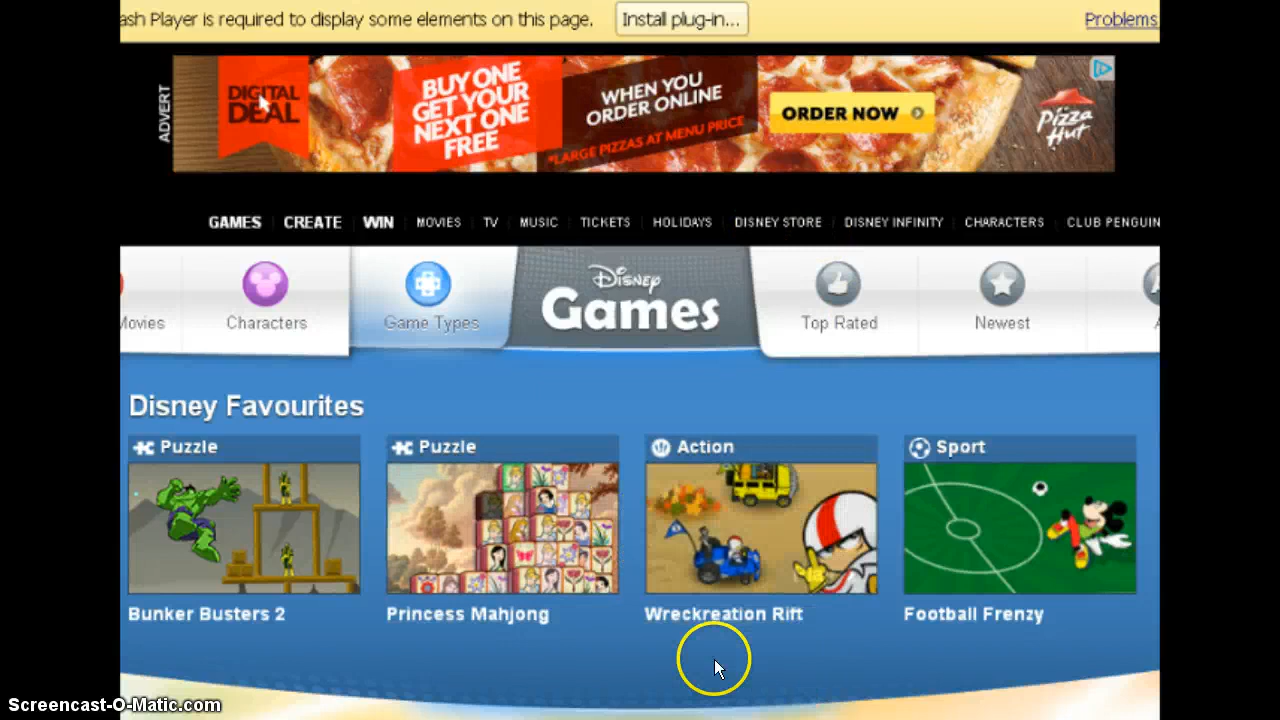 ash Player is required to display some elements on this page. Install plug-in... Problems
ADVERT
DIGITAL
DEAL
BUY ONE
GET YOUR
NEXT ONE
FREE
WHEN YOU
ORDER ONLINE
*LARGE PIZZAS AT MENU PRICE
ORDER NOW
Pizza
Hut
GAMES CREATE WIN MOVIES TV MUSIC TICKETS HOLIDAYS DISNEY STORE DISNEY INFINITY CHARACTERS CLUB PENGUIN
Movies Characters Game Types Disney Games Top Rated Newest
Disney Favourites
Puzzle Puzzle Action Sport
Bunker Busters 2 Princess Mahjong Wreckreation Rift Football Frenzy
Screencast-O-Matic.com